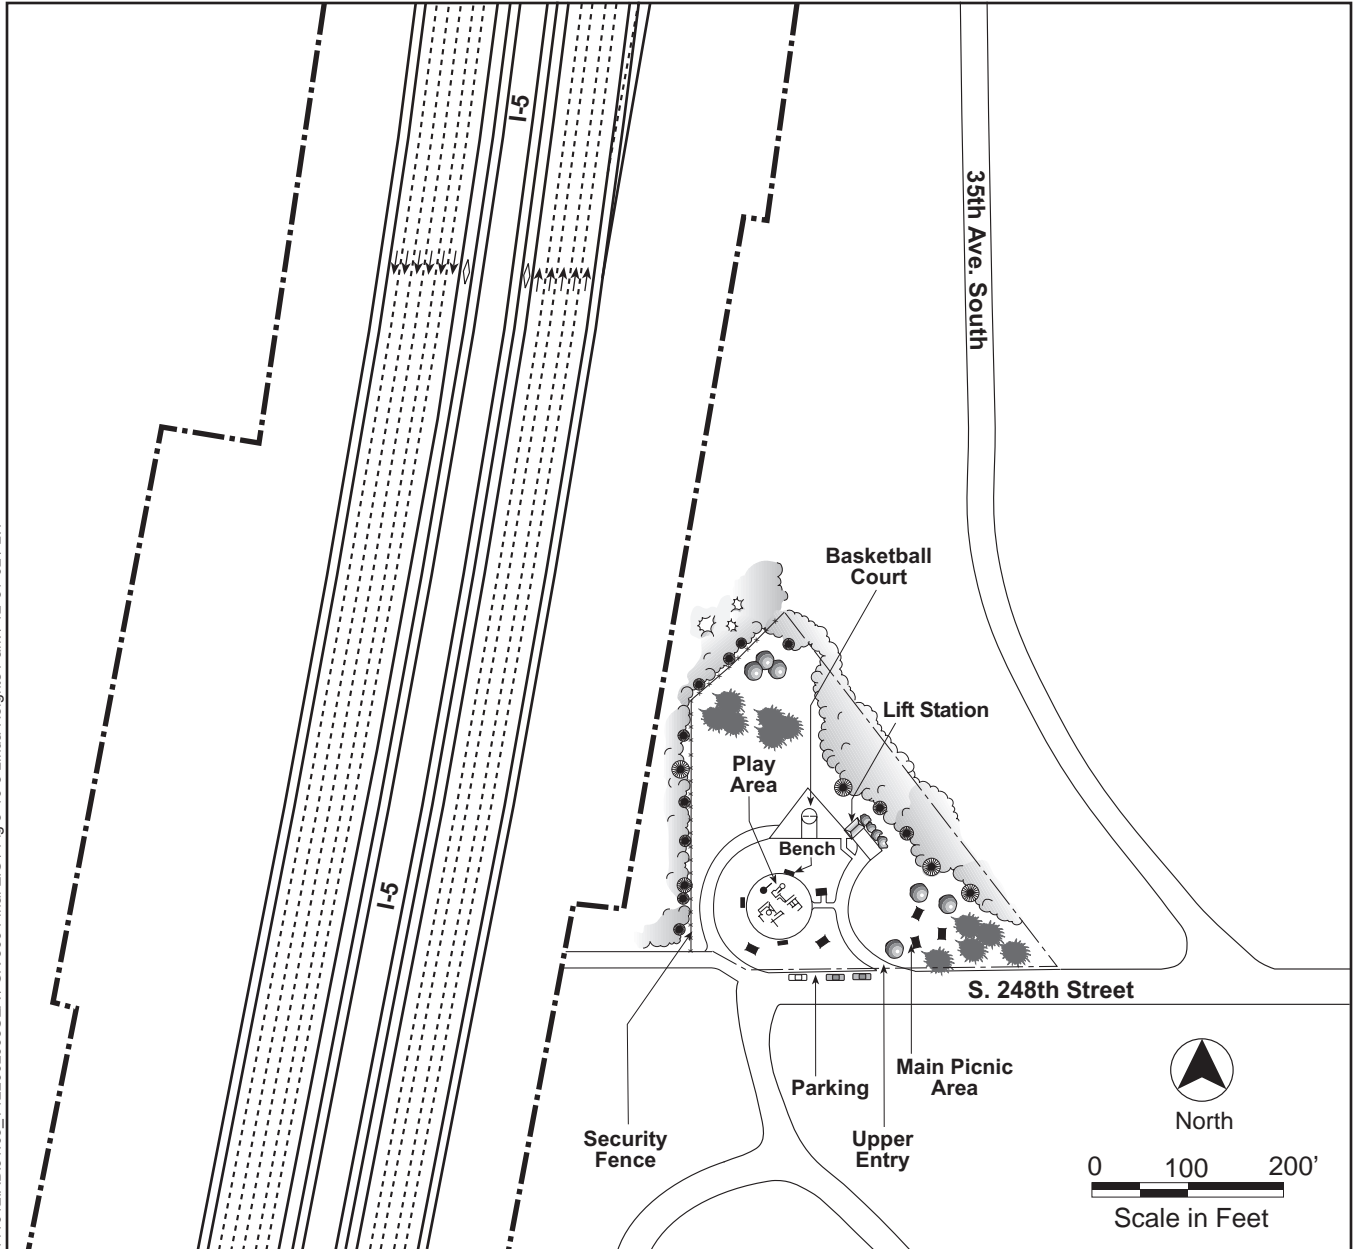 I-5
35th Ave. South
Basketball
Court
Lift Station
Play
Area
Bench
I-5
S. 248th Street
Main Picnic
Area
Parking
Upper
Entry
Security
Fence
North
0 100 200'
Scale in Feet